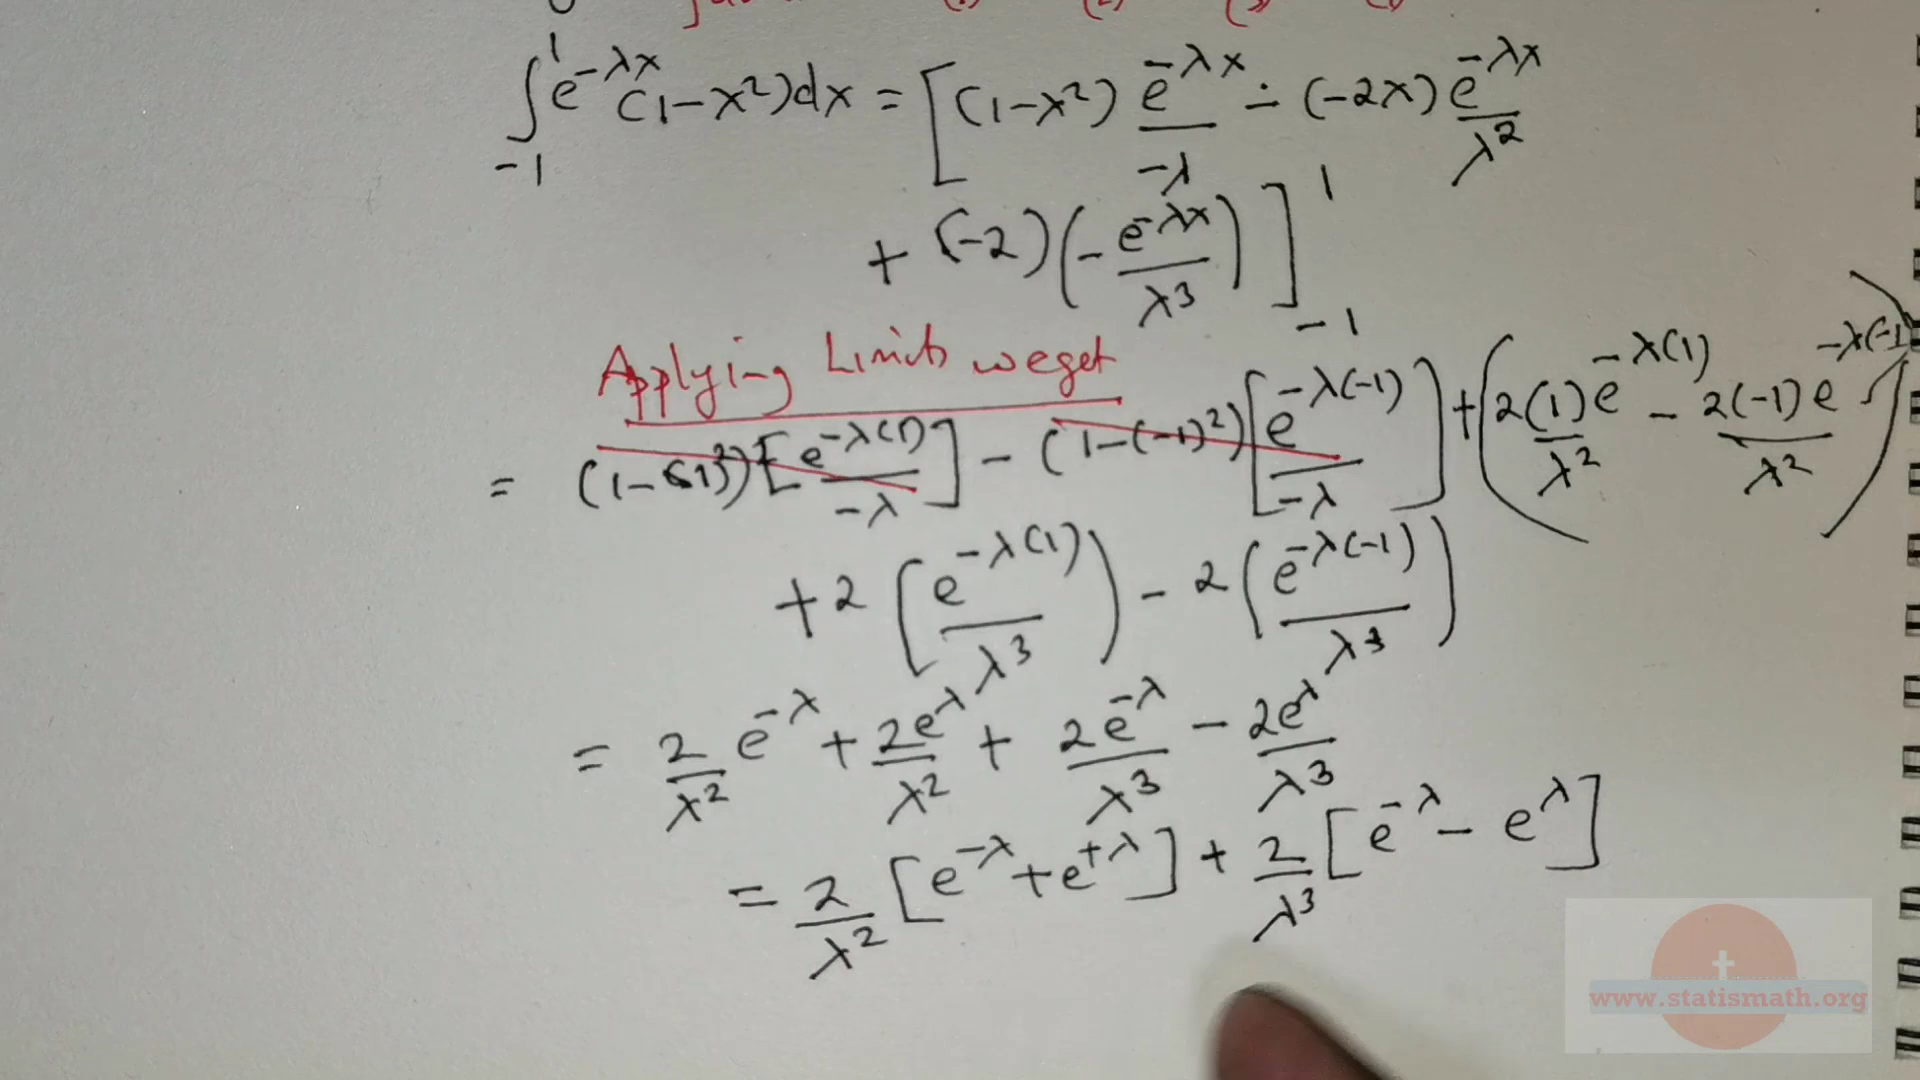 ∫_{-1}^{1} e^{-λx} (1-x²)dx = [(1-x²) e^{-λx}/-λ - (-2x) e^{-λx}/λ²
+ (-2)(-e^{-λx}/λ³)]_{-1}^{1}
Applying Limits we get
= (1-(1)²)[e^{-λ(1)}/-λ] - (1-(-1)²)[e^{-λ(-1)}/-λ] + (2(1)e^{-λ(1)}/λ² - 2(-1)e^{-λ(-1)}/λ²)
+2 (e^{-λ(1)}/λ³) - 2(e^{-λ(-1)}/λ³)
= 2/λ² e^{-λ} + 2e^{λ}/λ² + 2e^{-λ}/λ³ - 2e^{λ}/λ³
= 2/λ² [e^{-λ}+e^{+λ}] + 2/λ³ [e^{-λ} - e^{λ}]
www.statismath.org